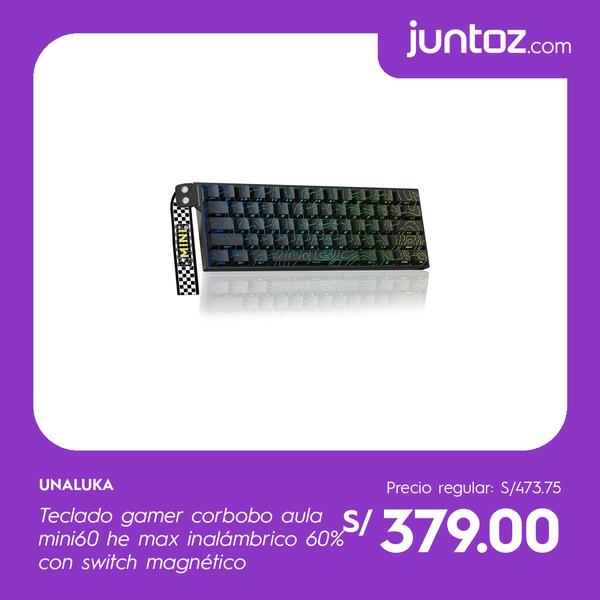 juntoz.com
MINI
UNALUKA
Precio regular: S/473.75
Teclado gamer corbobo aula
mini60 he max inalámbrico 60%
con switch magnético
S/ 379.00